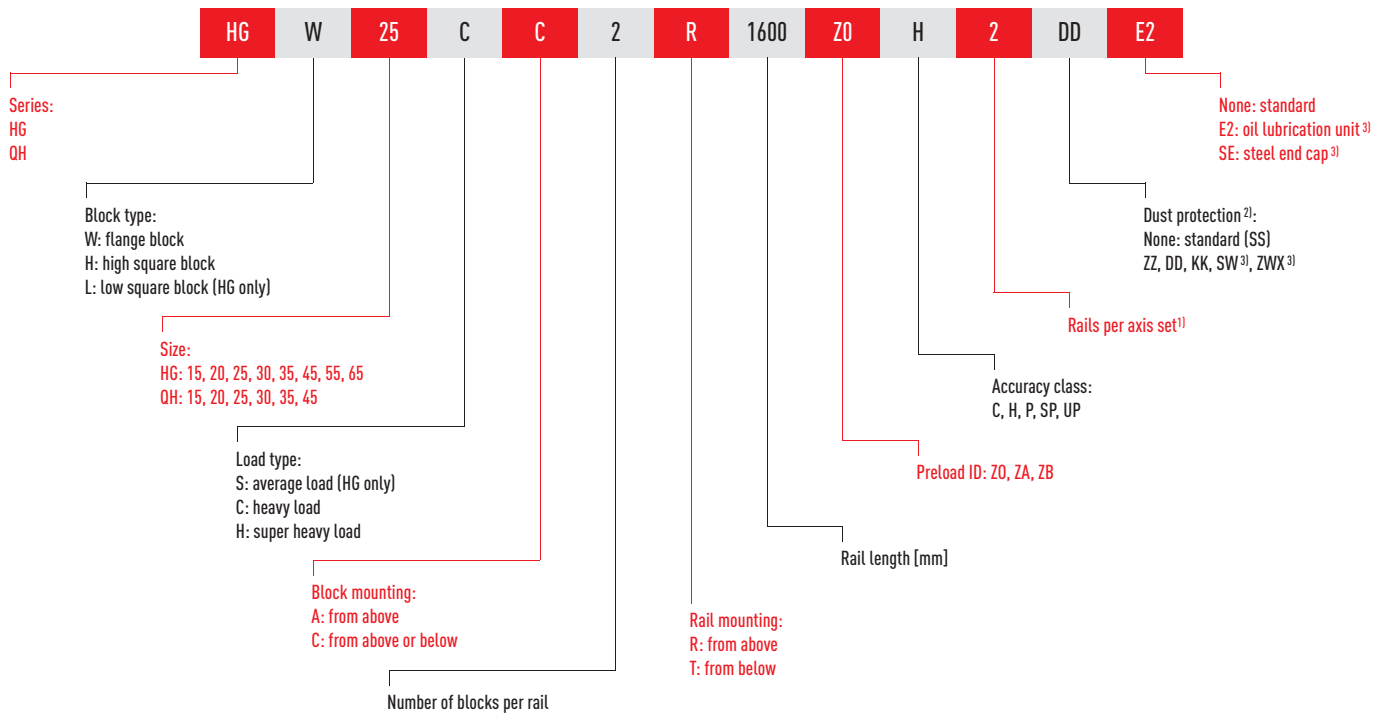 HG W 25 C C 2 R 1600 Z0 H 2 DD E2
Series:
HG
QH
Block type:
W: flange block
H: high square block
L: low square block (HG only)
Size:
HG: 15, 20, 25, 30, 35, 45, 55, 65
QH: 15, 20, 25, 30, 35, 45
Load type:
S: average load (HG only)
C: heavy load
H: super heavy load
Block mounting:
A: from above
C: from above or below
Number of blocks per rail
Rail mounting:
R: from above
T: from below
Rail length [mm]
Preload ID: Z0, ZA, ZB
Accuracy class:
C, H, P, SP, UP
Rails per axis set¹⁾
Dust protection ²⁾:
None: standard (SS)
ZZ, DD, KK, SW ³⁾, ZWX ³⁾
None: standard
E2: oil lubrication unit ³⁾
SE: steel end cap ³⁾